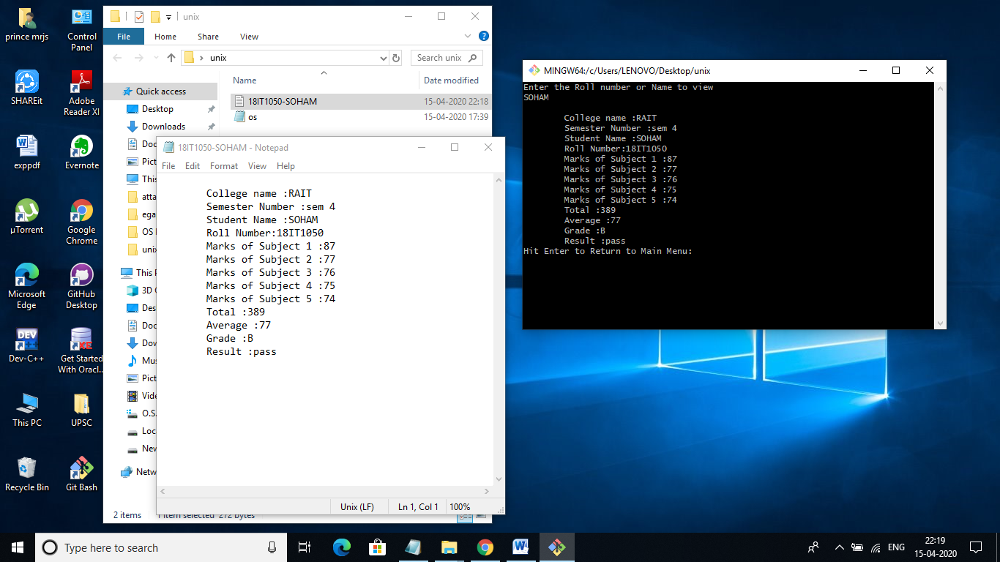 prince mrjs
Control Panel
SHAREit
Adobe Reader XI
exppdf
Evernote
µTorrent
Google Chrome
Microsoft Edge
GitHub Desktop
DEV
Dev-C++
XE
Get Started With Oracl...
This PC
UPSC
Recycle Bin
Git Bash
unix
File
Home
Share
View
unix
Search unix
Name
Date modified
Quick access
Desktop
Downloads
18IT1050-SOHAM 15-04-2020 22:18
os 15-04-2020 17:39
Doc
Pict
This
atta
ega
OS
unix
This P
3D
Des
Doc
Dow
Mus
Pict
Vide
O.S.
Loc
New
Netw
2 items
1 item selected 272 bytes
18IT1050-SOHAM - Notepad
File Edit Format View Help
College name :RAIT
Semester Number :sem 4
Student Name :SOHAM
Roll Number:18IT1050
Marks of Subject 1 :87
Marks of Subject 2 :77
Marks of Subject 3 :76
Marks of Subject 4 :75
Marks of Subject 5 :74
Total :389
Average :77
Grade :B
Result :pass
Unix (LF)
Ln 1, Col 1
100%
MINGW64:/c/Users/LENOVO/Desktop/unix
Enter the Roll number or Name to view
SOHAM
College name :RAIT
Semester Number :sem 4
Student Name :SOHAM
Roll Number:18IT1050
Marks of Subject 1 :87
Marks of Subject 2 :77
Marks of Subject 3 :76
Marks of Subject 4 :75
Marks of Subject 5 :74
Total :389
Average :77
Grade :B
Result :pass
Hit Enter to Return to Main Menu:
Type here to search
ENG
22:19
15-04-2020